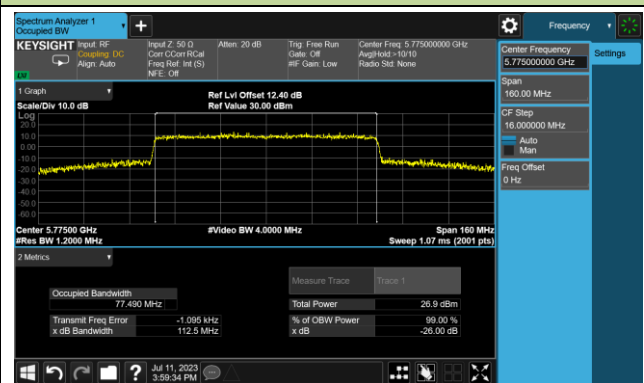 Spectrum Analyzer 1
Occupied BW
Frequency
KEYSIGHT
Input: RF
Coupling: DC
Align: Auto
Input Z: 50 Ω
Corr CCorr RCal
Freq Ref: Int (S)
NFE: Off
Atten: 20 dB
Trig: Free Run
Gate: Off
#IF Gain: Low
Center Freq: 5.775000000 GHz
Avg|Hold:>10/10
Radio Std: None
Center Frequency
5.775000000 GHz
Settings
Span
160.00 MHz
CF Step
16.000000 MHz
Auto
Man
Freq Offset
0 Hz
1 Graph
Scale/Div 10.0 dB
Ref Lvl Offset 12.40 dB
Ref Value 30.00 dBm
Log
20.0
10.0
0.00
-10.0
-20.0
-30.0
-40.0
-50.0
-60.0
Center 5.77500 GHz
#Res BW 1.2000 MHz
#Video BW 4.0000 MHz
Span 160 MHz
Sweep 1.07 ms (2001 pts)
2 Metrics
Measure Trace
Trace 1
Occupied Bandwidth
77.490 MHz
Total Power
26.9 dBm
Transmit Freq Error
-1.095 kHz
% of OBW Power
99.00 %
x dB Bandwidth
112.5 MHz
x dB
-26.00 dB
Jul 11, 2023
3:59:34 PM